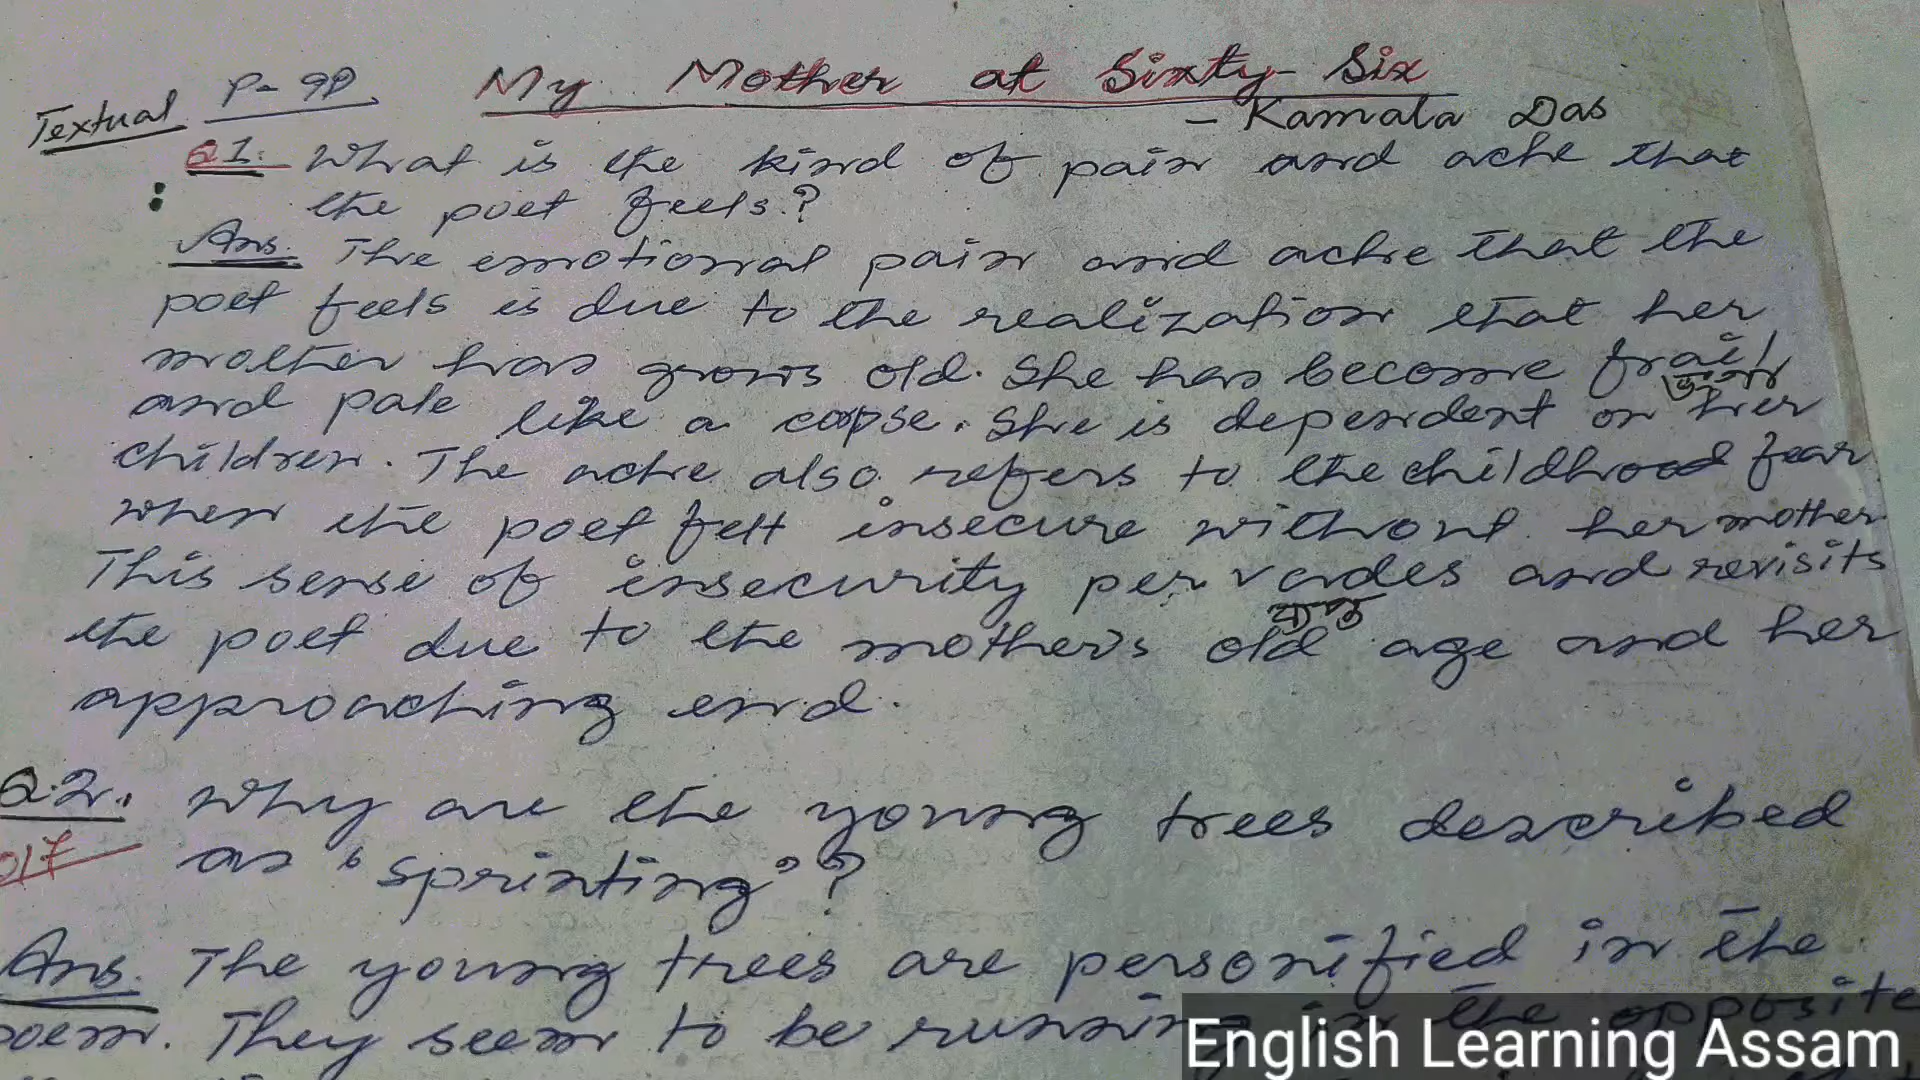 My Mother at Sixty-Six
Textual P-90
- Kamala Das
Q1. What is the kind of pain and ache that
the poet feels?
Ans. The emotional pain and ache that the
poet feels is due to the realization that her
mother has grown old. She has become frail
and pale like a corpse. She is dependent on her
children. The ache also refers to the childhood fear
when the poet felt insecure without her mother
This sense of insecurity pervades and revisits
the poet due to the mother's old age and her
approaching end.
Q.2. Why are the young trees described
017 as "sprinting"?
Ans. The young trees are personified in the
poem. They seem to be running in the opposite
English Learning Assam